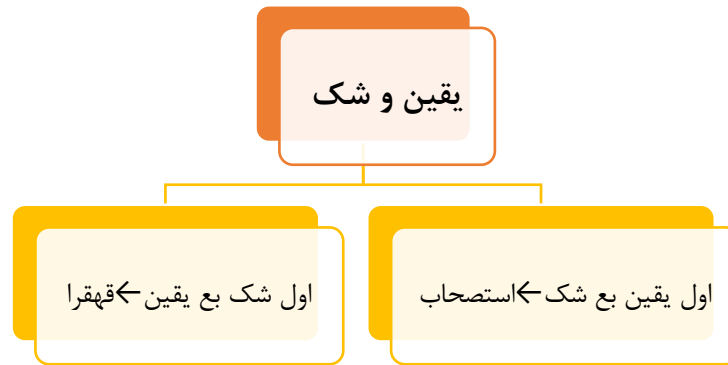 یقین و شک
اول یقین بع شک←استصحاب
اول شک بع یقین←قهقرا